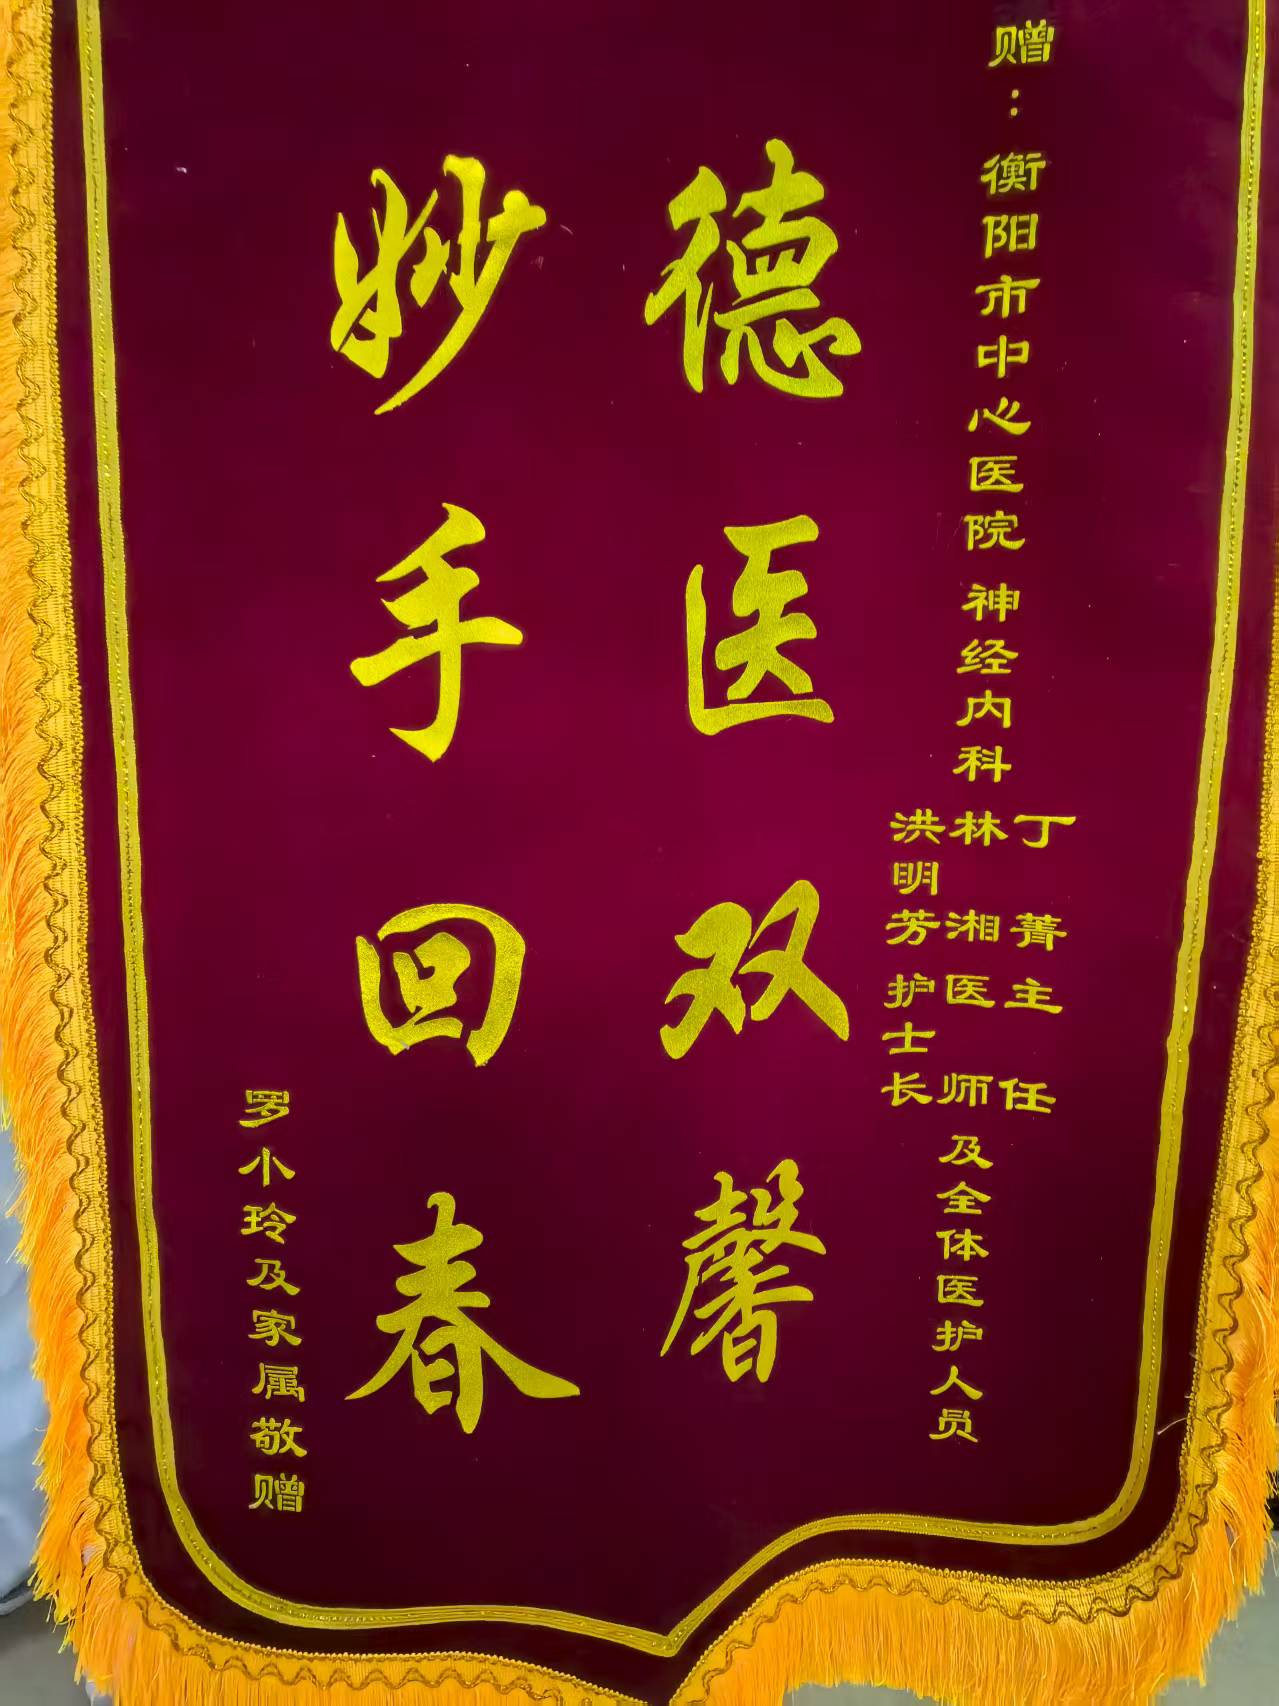 赠：衡阳市中心医院 神经内科
丁菁主任
林湘医师
洪明芳护士长
及全体医护人员
德医双馨
妙手回春
罗小玲及家属敬赠